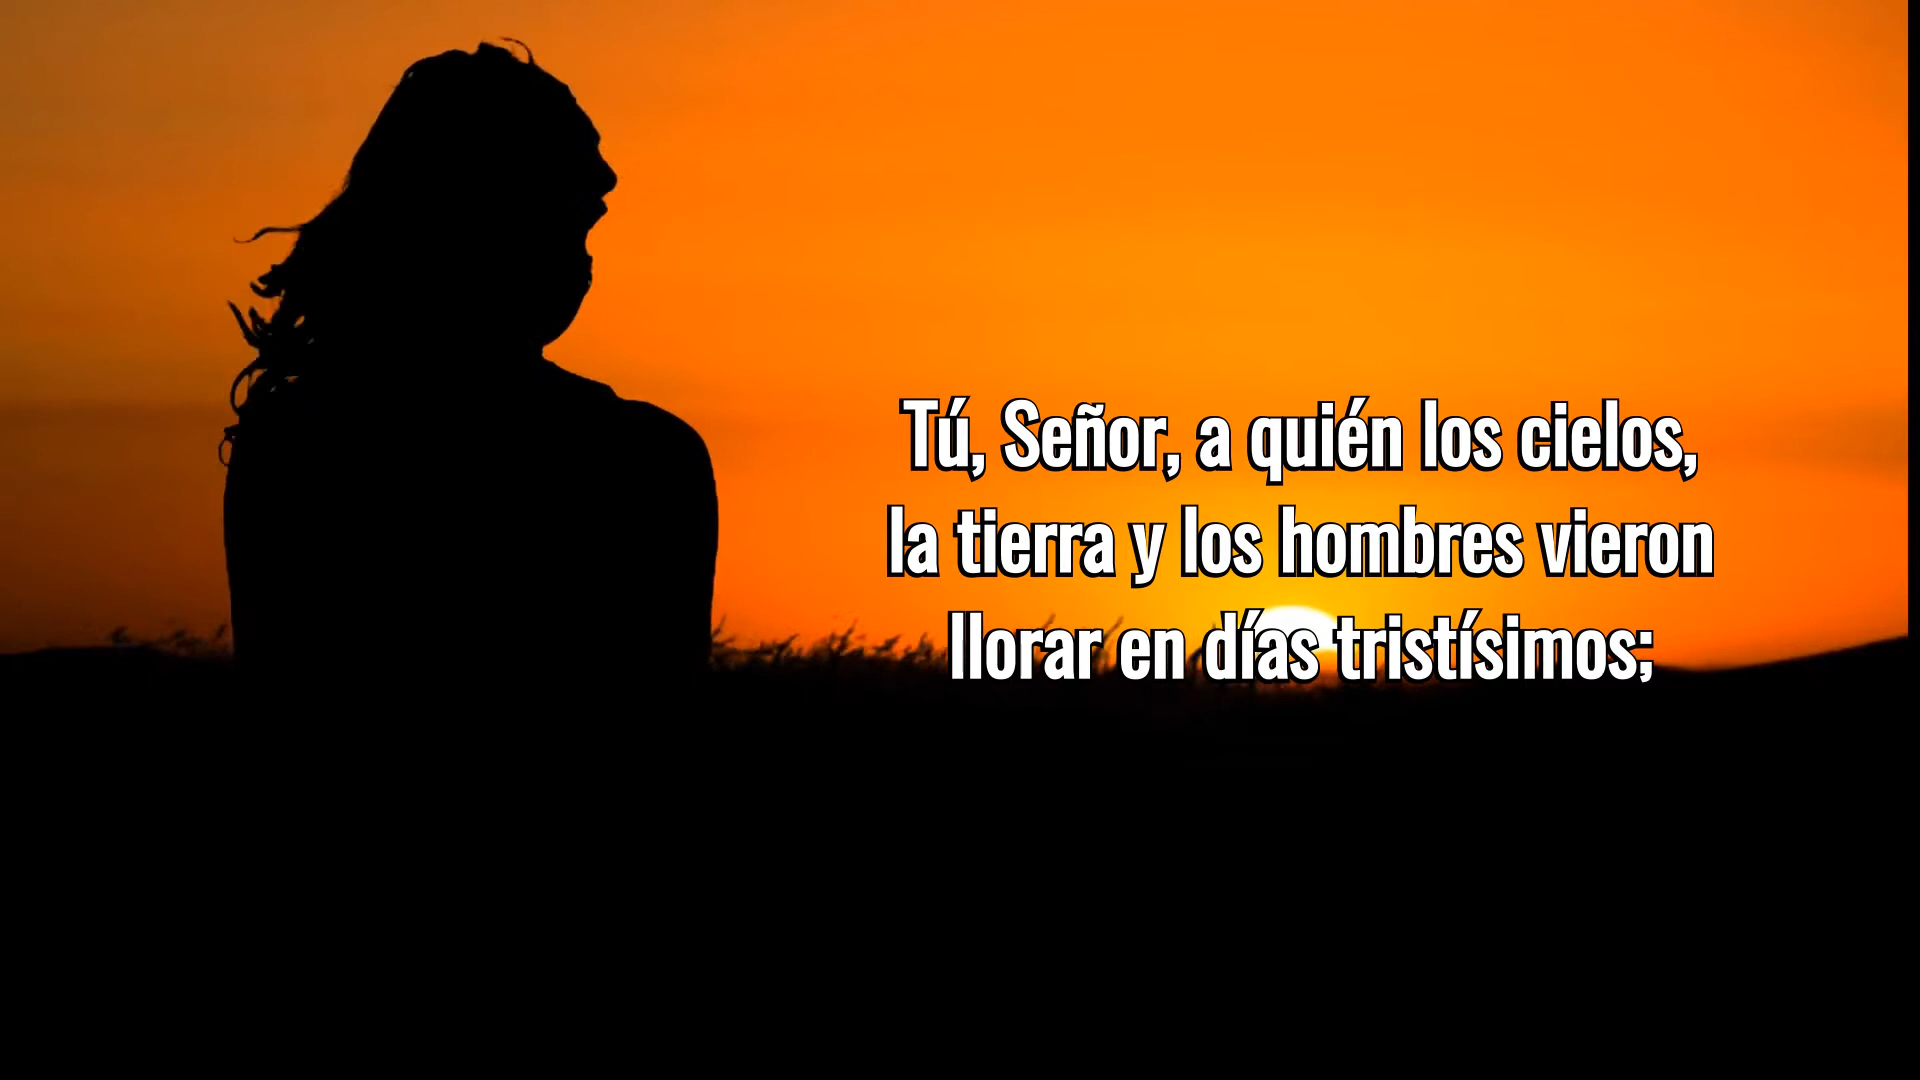 Tú, Señor, a quién los cielos,
la tierra y los hombres vieron
llorar en días tristísimos;